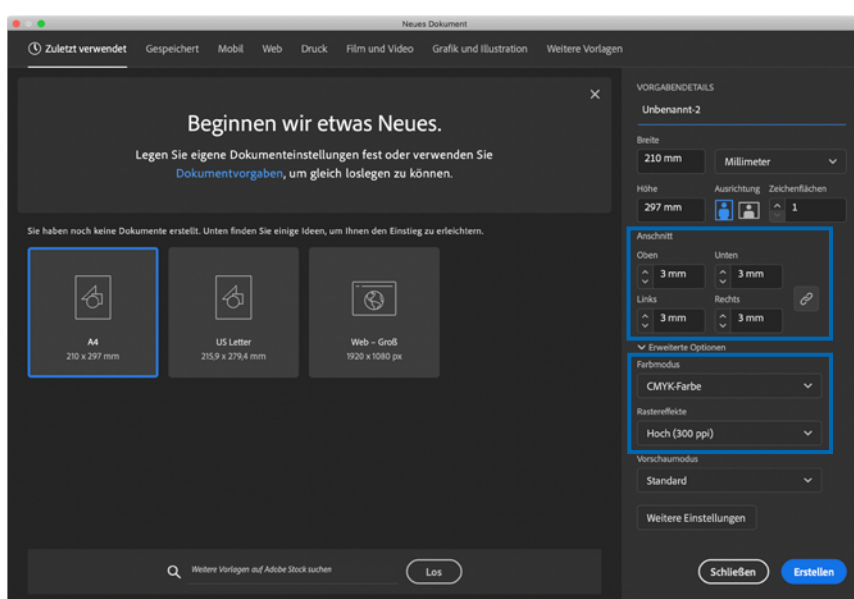 Neues Dokument
Zuletzt verwendet Gespeichert Mobil Web Druck Film und Video Grafik und Illustration Weitere Vorlagen
Beginnen wir etwas Neues.
Legen Sie eigene Dokumenteinstellungen fest oder verwenden Sie
Dokumentvorgaben, um gleich loslegen zu können.
Sie haben noch keine Dokumente erstellt. Unten finden Sie einige Ideen, um Ihnen den Einstieg zu erleichtern.
A4
210 x 297 mm
US Letter
215,9 x 279,4 mm
Web – Groß
1920 x 1080 px
Weitere Vorlagen auf Adobe Stock suchen
Los
VORGABENDETAILS
Unbenannt-2
Breite
210 mm Millimeter
Höhe Ausrichtung Zeichenflächen
297 mm 1
Anschnitt
Oben Unten
3 mm 3 mm
Links Rechts
3 mm 3 mm
Erweiterte Optionen
Farbmodus
CMYK-Farbe
Rastereffekte
Hoch (300 ppi)
Vorschaumodus
Standard
Weitere Einstellungen
Schließen Erstellen